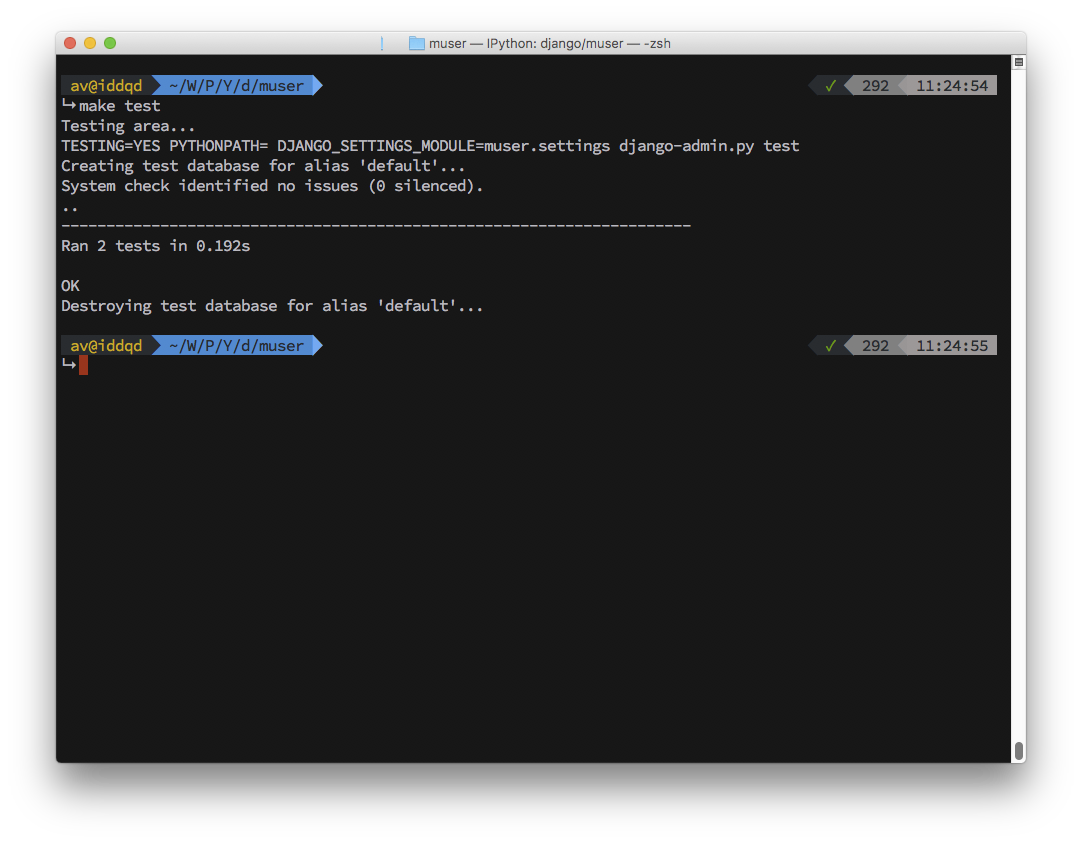 muser — IPython: django/muser — -zsh
av@iddqd ~/W/P/Y/d/muser ✓ 292 11:24:54
↳make test
Testing area...
TESTING=YES PYTHONPATH= DJANGO_SETTINGS_MODULE=muser.settings django-admin.py test
Creating test database for alias 'default'...
System check identified no issues (0 silenced).
..
----------------------------------------------------------------------
Ran 2 tests in 0.192s
OK
Destroying test database for alias 'default'...
av@iddqd ~/W/P/Y/d/muser ✓ 292 11:24:55
↳